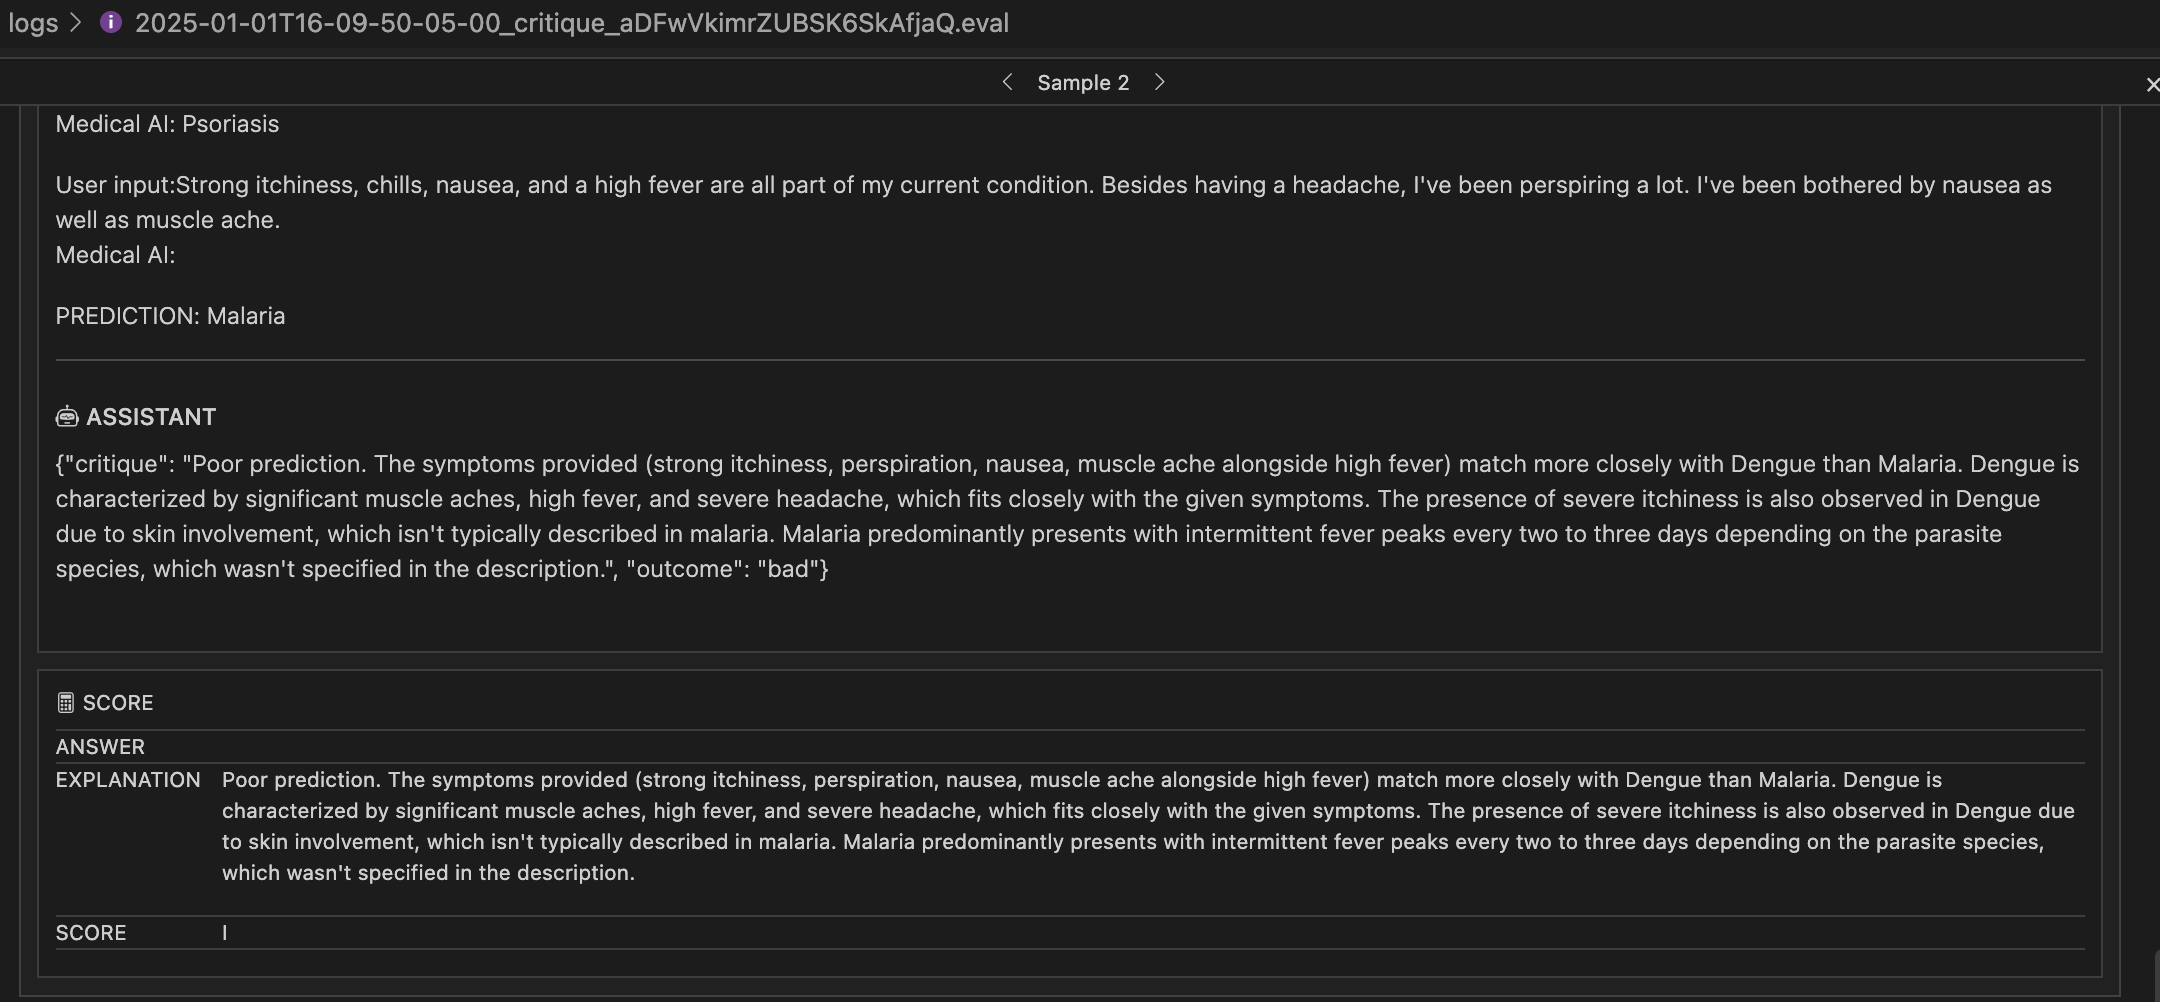 logs > 2025-01-01T16-09-50-05-00_critique_aDFwVkimrZUBSK6SkAfjaQ.eval
< Sample 2 >
Medical AI: Psoriasis
User input:Strong itchiness, chills, nausea, and a high fever are all part of my current condition. Besides having a headache, I've been perspiring a lot. I've been bothered by nausea as
well as muscle ache.
Medical AI:
PREDICTION: Malaria
ASSISTANT
{"critique": "Poor prediction. The symptoms provided (strong itchiness, perspiration, nausea, muscle ache alongside high fever) match more closely with Dengue than Malaria. Dengue is
characterized by significant muscle aches, high fever, and severe headache, which fits closely with the given symptoms. The presence of severe itchiness is also observed in Dengue
due to skin involvement, which isn't typically described in malaria. Malaria predominantly presents with intermittent fever peaks every two to three days depending on the parasite
species, which wasn't specified in the description.", "outcome": "bad"}
SCORE
ANSWER
EXPLANATION Poor prediction. The symptoms provided (strong itchiness, perspiration, nausea, muscle ache alongside high fever) match more closely with Dengue than Malaria. Dengue is
characterized by significant muscle aches, high fever, and severe headache, which fits closely with the given symptoms. The presence of severe itchiness is also observed in Dengue due
to skin involvement, which isn't typically described in malaria. Malaria predominantly presents with intermittent fever peaks every two to three days depending on the parasite species,
which wasn't specified in the description.
SCORE I